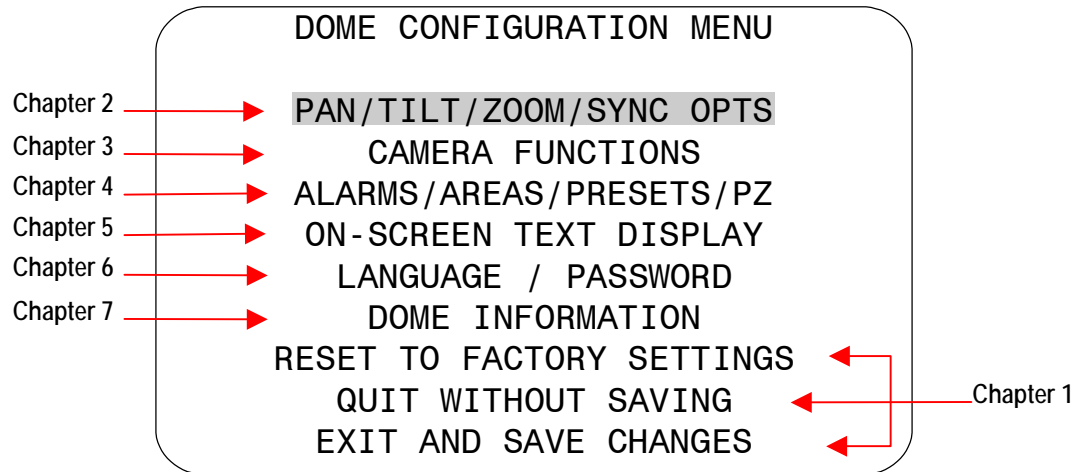 DOME CONFIGURATION MENU
Chapter 2 PAN/TILT/ZOOM/SYNC OPTS
Chapter 3 CAMERA FUNCTIONS
Chapter 4 ALARMS/AREAS/PRESETS/PZ
Chapter 5 ON-SCREEN TEXT DISPLAY
Chapter 6 LANGUAGE / PASSWORD
Chapter 7 DOME INFORMATION
RESET TO FACTORY SETTINGS
QUIT WITHOUT SAVING Chapter 1
EXIT AND SAVE CHANGES